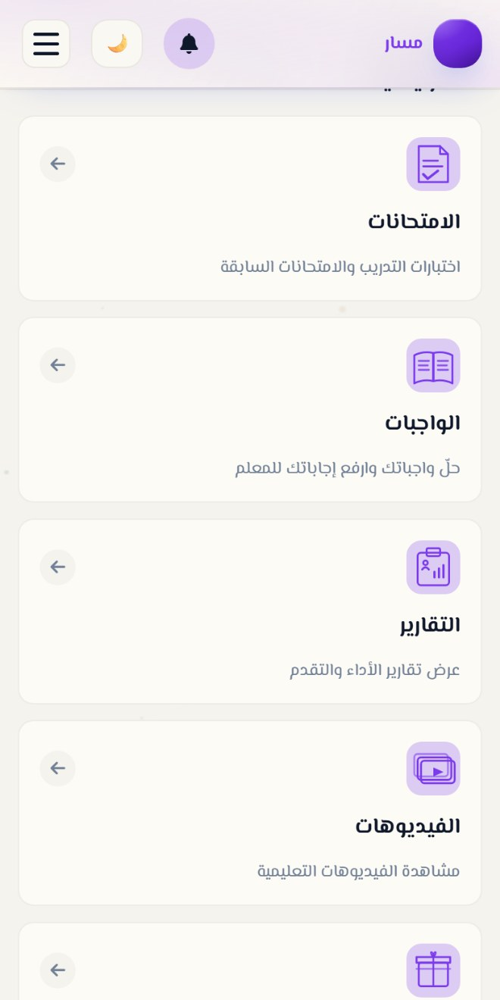 مسار
الامتحانات
اختبارات التدريب والامتحانات السابقة
الواجبات
حلّ واجباتك وارفع إجاباتك للمعلم
التقارير
عرض تقارير الأداء والتقدم
الفيديوهات
مشاهدة الفيديوهات التعليمية